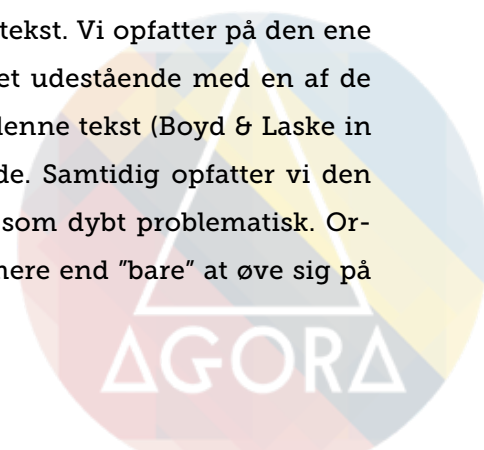 tekst. Vi opfatter på den ene
et udestående med en af de
denne tekst (Boyd & Laske in
de. Samtidig opfatter vi den
som dybt problematisk. Or-
mere end "bare" at øve sig på
AGORA